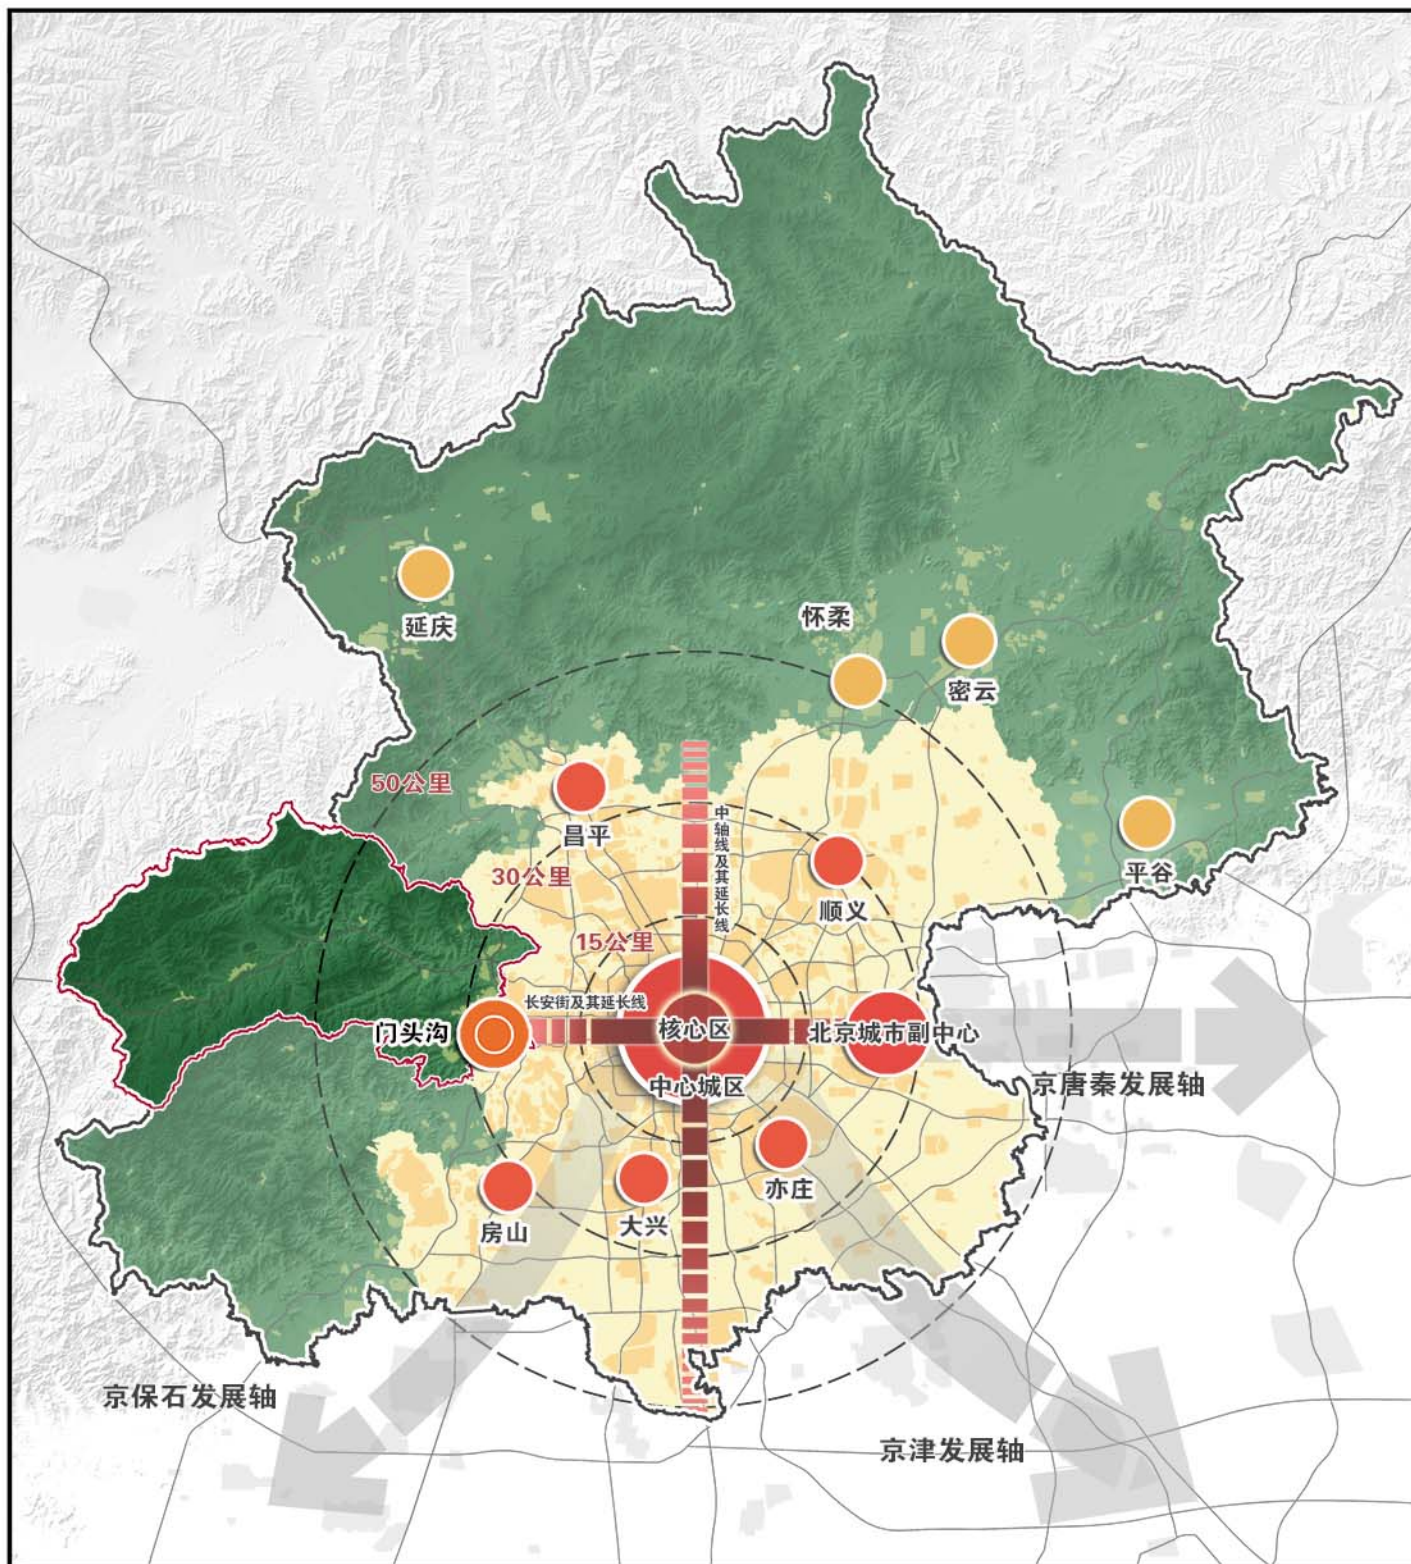 延庆
怀柔
密云
50公里
昌平
中轴线及其延长线
平谷
30公里
顺义
15公里
长安街及其延长线
门头沟
核心区
北京城市副中心
中心城区
京唐秦发展轴
亦庄
房山
大兴
京保石发展轴
京津发展轴